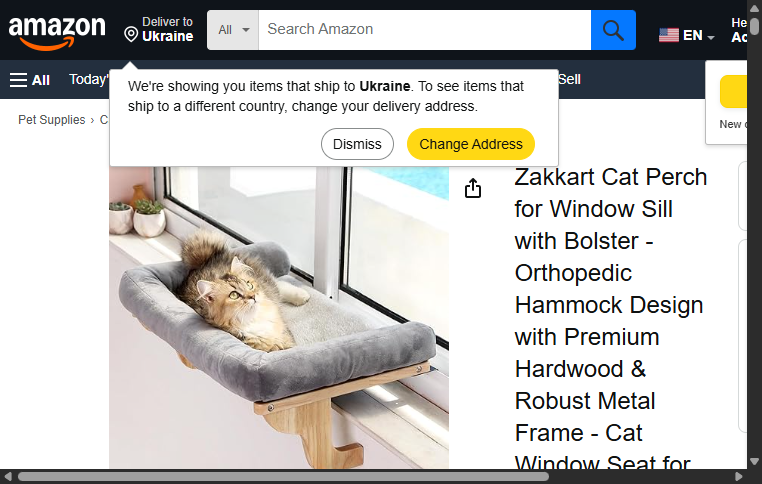 amazon
Deliver to
Ukraine
All
Search Amazon
EN
He
Ac
All
Today'
Sell
We're showing you items that ship to Ukraine. To see items that
ship to a different country, change your delivery address.
Dismiss
Change Address
New
Pet Supplies › C
Zakkart Cat Perch
for Window Sill
with Bolster -
Orthopedic
Hammock Design
with Premium
Hardwood &
Robust Metal
Frame - Cat
Window Seat for